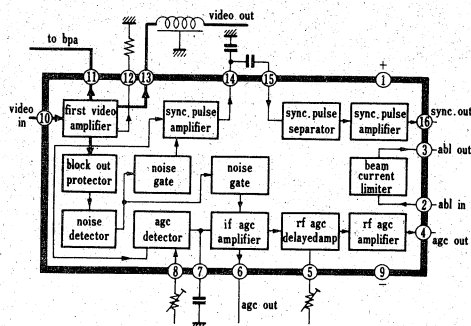 video out
to bpa
+
11
12
13
14
15
1
video
in
10
first video
amplifier
sync. pulse
amplifier
sync. pulse
separator
sync. pulse
amplifier
16
sync.out
3
abl out
block out
protector
noise
gate
noise
gate
beam
current
limiter
2
abl in
noise
detector
agc
detector
if agc
amplifier
rf agc
delayedamp
rf agc
amplifier
4
agc out
8
7
6
5
9
−
agc out